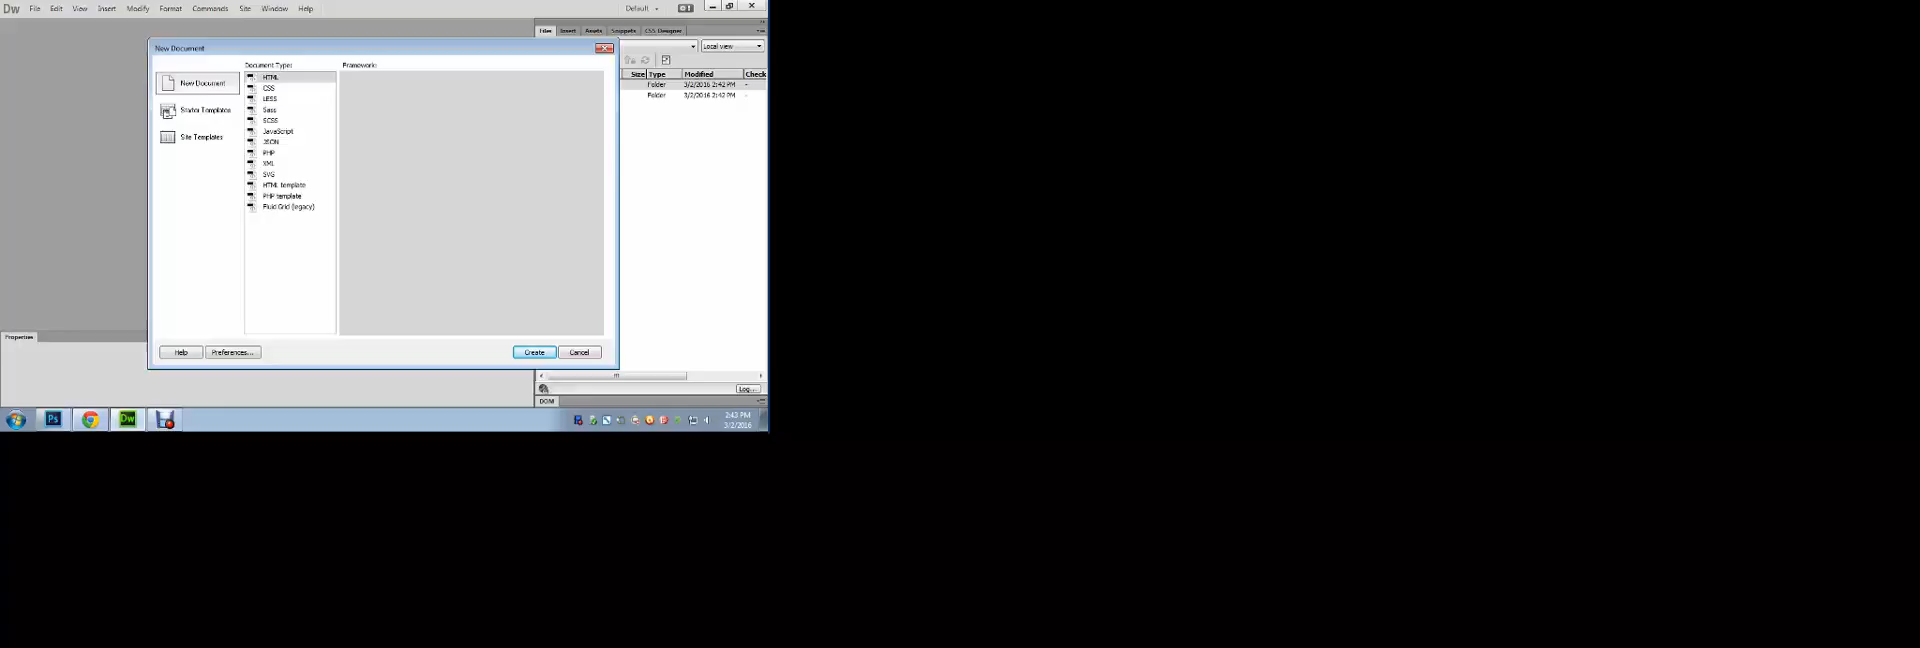 Dw File Edit View Insert Modify Format Commands Site Window Help Default
Files Insert Assets Snippets CSS Designer
New Document
Local view
Document Type: Framework:
Size Type Modified Check
New Document
Starter Templates
Site Templates
HTML
CSS
LESS
Sass
SCSS
JavaScript
JSON
PHP
XML
SVG
HTML template
PHP template
Fluid Grid (legacy)
Folder 3/2/2016 2:42 PM -
Folder 3/2/2016 2:42 PM -
Properties
Help Preferences... Create Cancel
Log...
DOM
Ps Dw
2:43 PM
3/2/2016